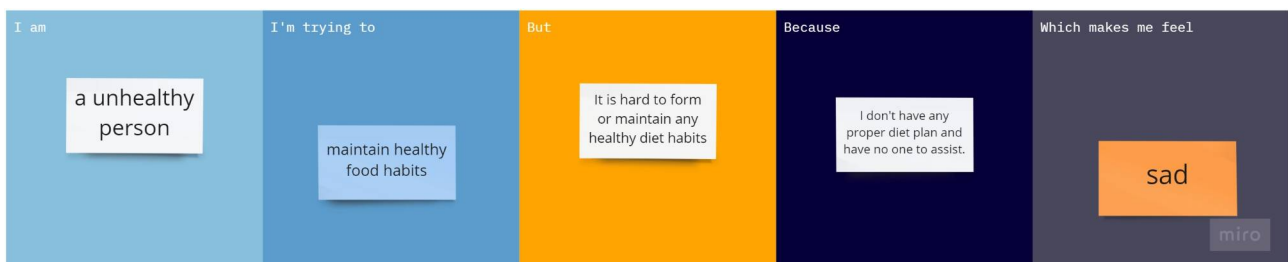 I am
a unhealthy
person
I'm trying to
maintain healthy
food habits
But
It is hard to form
or maintain any
healthy diet habits
Because
I don't have any
proper diet plan and
have no one to assist.
Which makes me feel
sad
miro